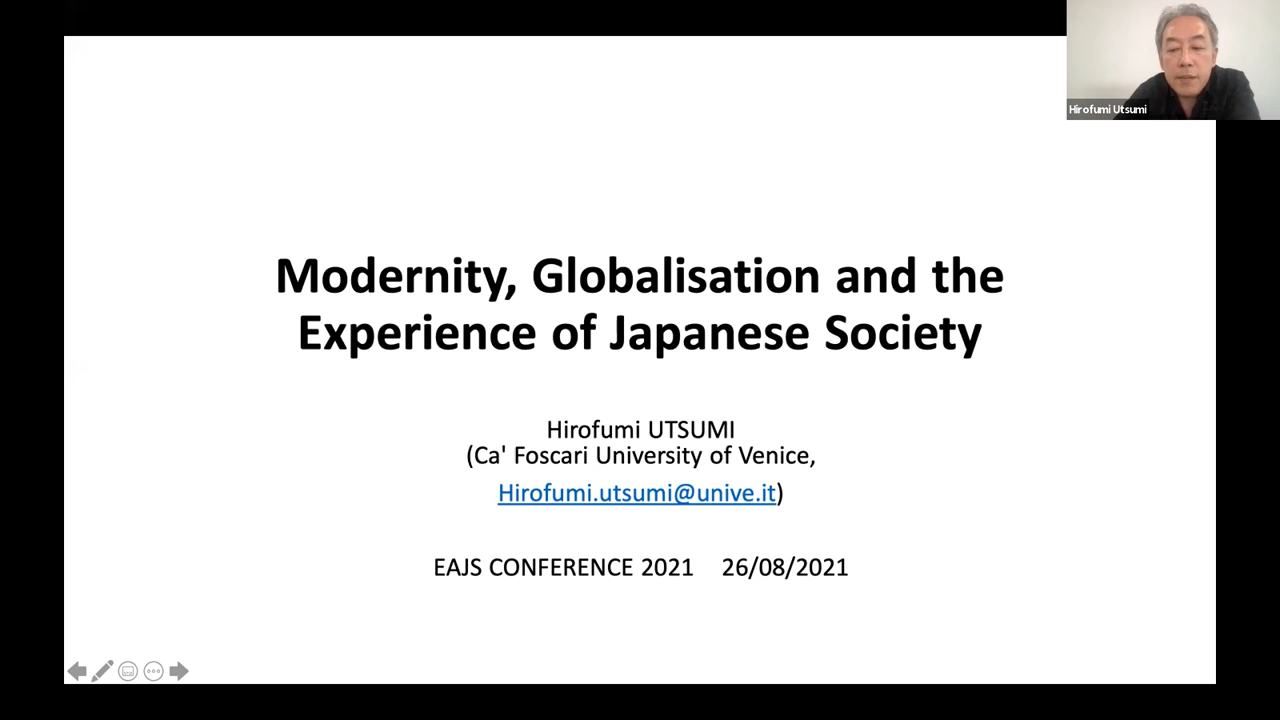 Hirofumi Utsumi
Modernity, Globalisation and the
Experience of Japanese Society
Hirofumi UTSUMI
(Ca' Foscari University of Venice,
Hirofumi.utsumi@unive.it)
EAJS CONFERENCE 2021 26/08/2021